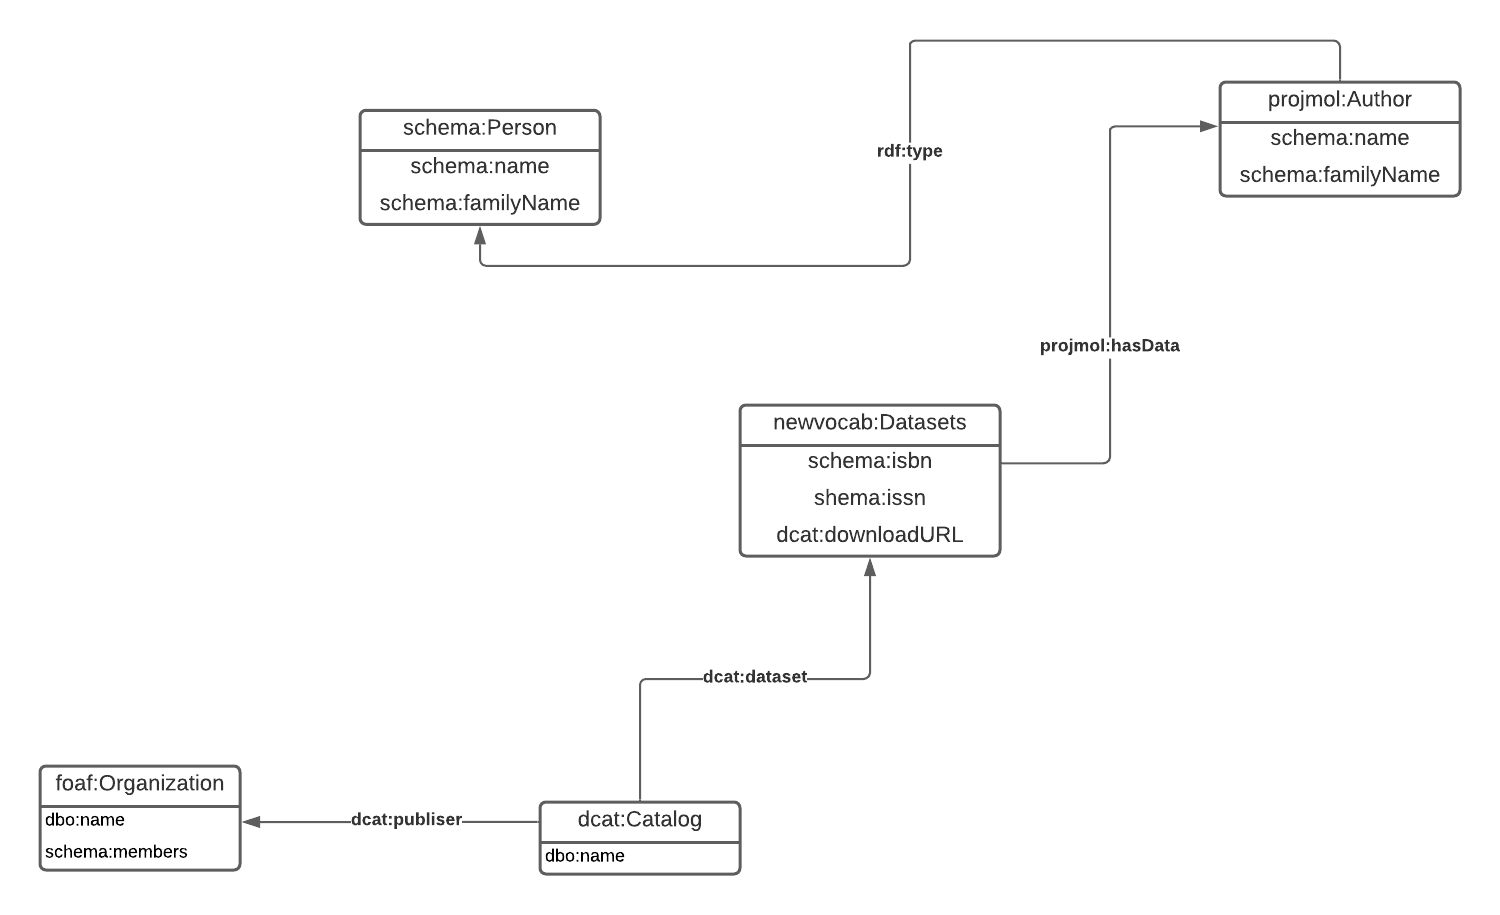 projmol:Author
schema:name
schema:familyName
schema:Person
schema:name
schema:familyName
rdf:type
projmol:hasData
newvocab:Datasets
schema:isbn
shema:issn
dcat:downloadURL
dcat:dataset
foaf:Organization
dbo:name
schema:members
dcat:publiser
dcat:Catalog
dbo:name